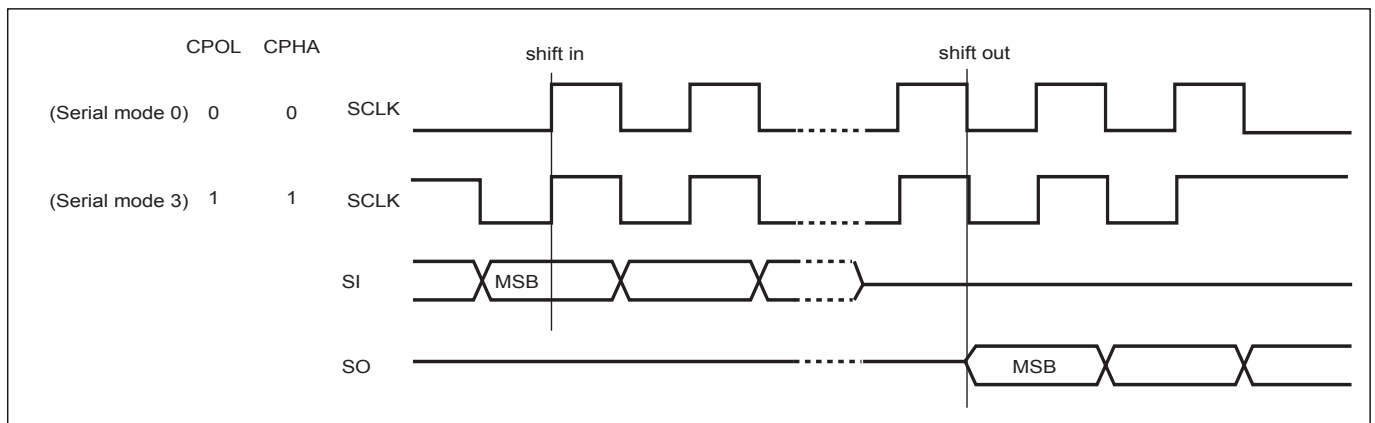 CPOL CPHA
shift in
shift out
(Serial mode 0) 0 0 SCLK
(Serial mode 3) 1 1 SCLK
SI MSB
SO MSB